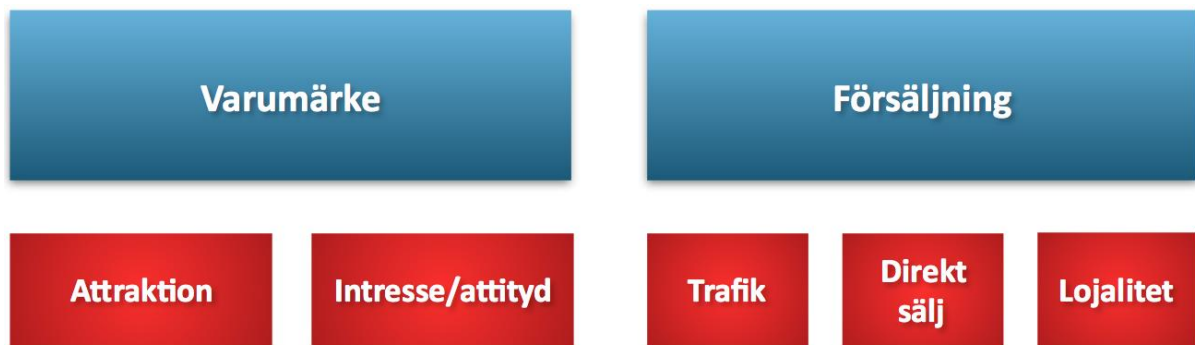 Varumärke
Försäljning
Attraktion
Intresse/attityd
Trafik
Direkt
sälj
Lojalitet